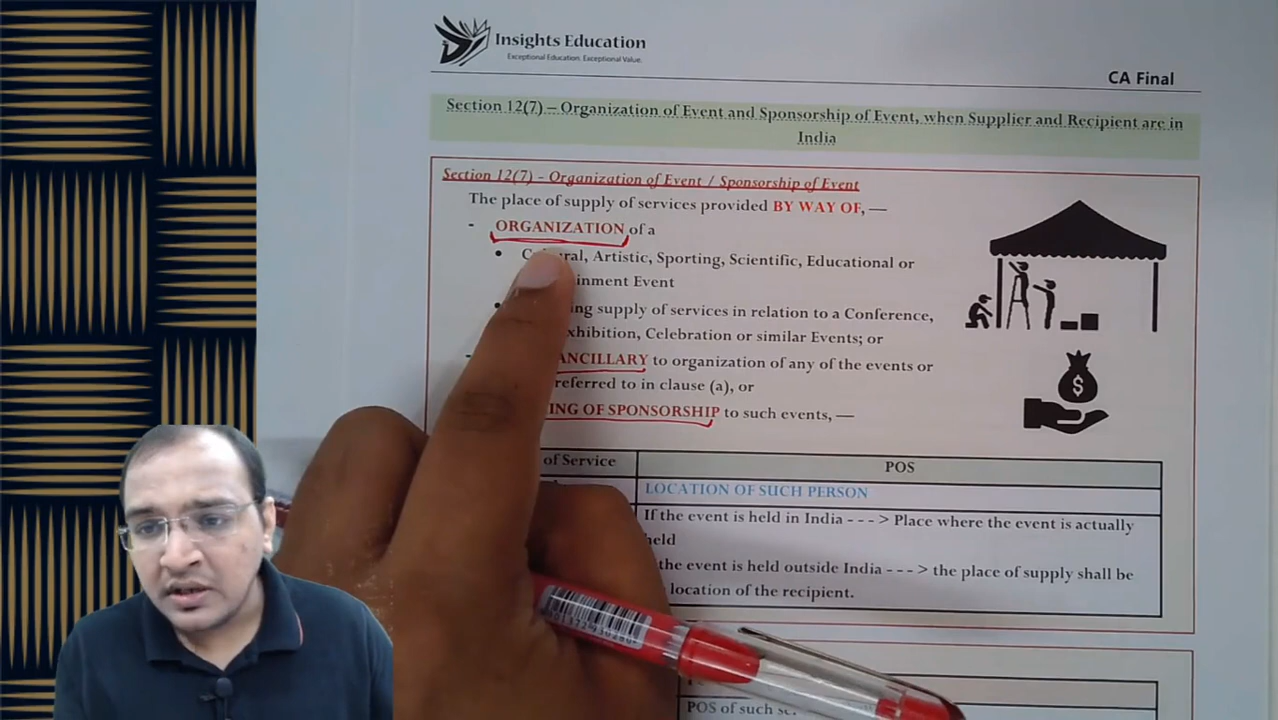 Insights Education
Exceptional Education. Exceptional Value.
CA Final
Section 12(7) – Organization of Event and Sponsorship of Event, when Supplier and Recipient are in
India
Section 12(7) - Organization of Event / Sponsorship of Event
The place of supply of services provided BY WAY OF, —
- ORGANIZATION of a
• Artistic, Sporting, Scientific, Educational or
Event
• supply of services in relation to a Conference,
Celebration or similar Events; or
ANCILLARY to organization of any of the events or
referred to in clause (a), or
OF SPONSORSHIP to such events, —
of Service
POS
LOCATION OF SUCH PERSON
If the event is held in India - - - > Place where the event is actually
held
the event is held outside India - - - > the place of supply shall be
location of the recipient.
POS of such